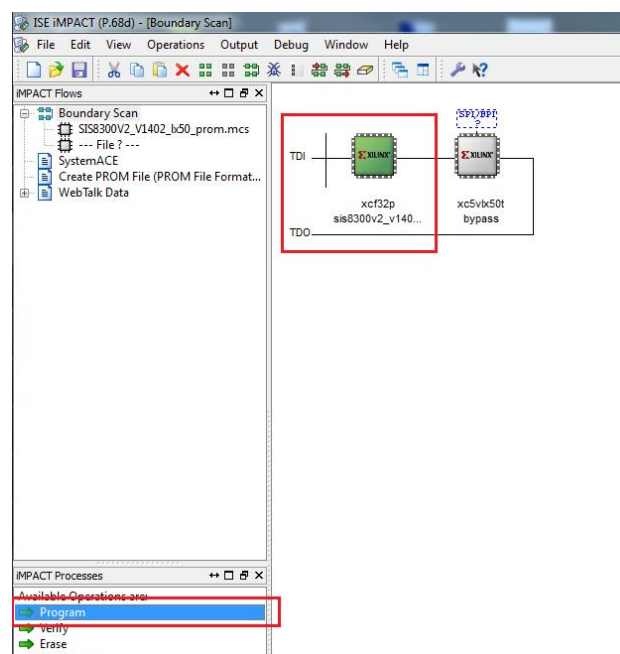 ISE iMPACT (P.68d) - [Boundary Scan]
File Edit View Operations Output Debug Window Help
iMPACT Flows
Boundary Scan
SIS8300V2_V1402_lx50_prom.mcs
--- File ? ---
SystemACE
Create PROM File (PROM File Format...
WebTalk Data
SPI/BPI
?
TDI
XILINX
XILINX
xcf32p
sis8300v2_v140...
xc5vlx50t
bypass
TDO
iMPACT Processes
Available Operations are:
Program
Verify
Erase